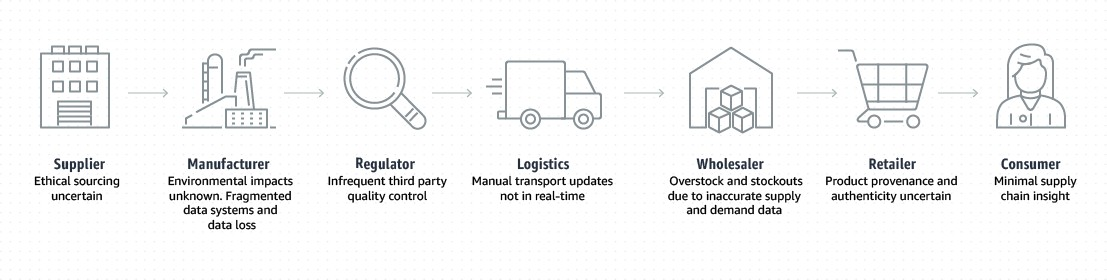 Supplier
Ethical sourcing
uncertain
Manufacturer
Environmental impacts
unknown. Fragmented
data systems and
data loss
Regulator
Infrequent third party
quality control
Logistics
Manual transport updates
not in real-time
Wholesaler
Overstock and stockouts
due to inaccurate supply
and demand data
Retailer
Product provenance and
authenticity uncertain
Consumer
Minimal supply
chain insight